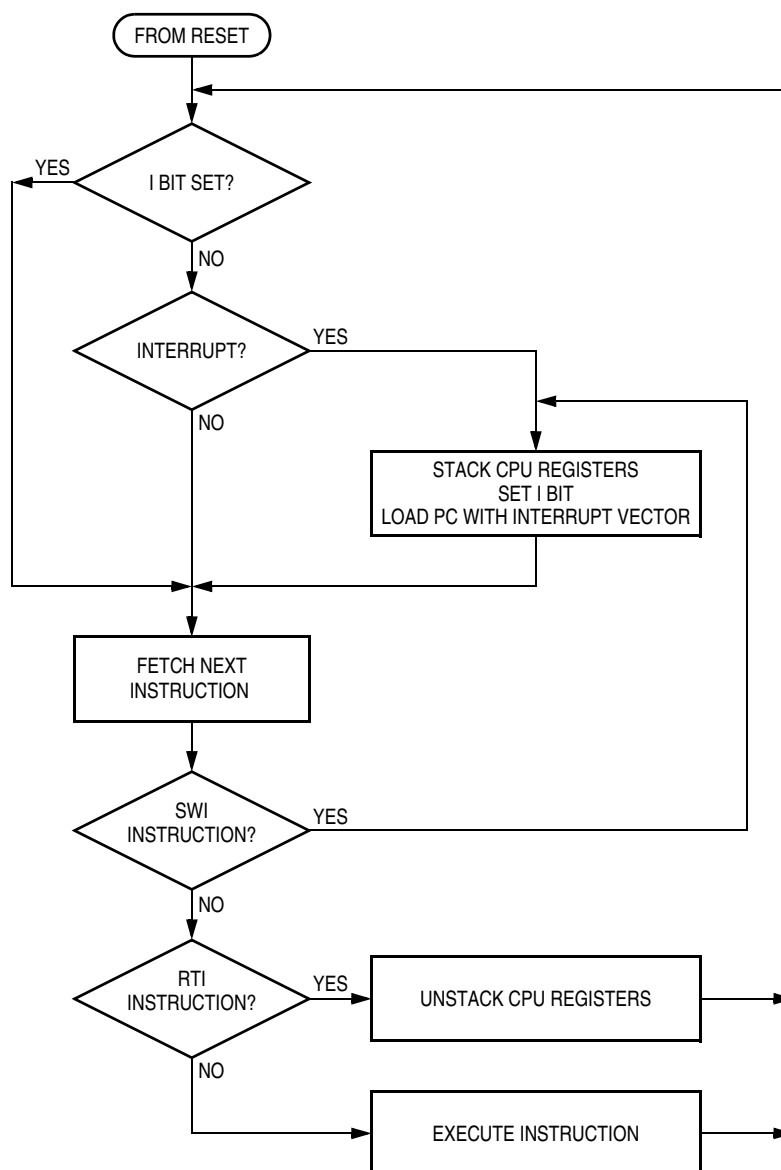 FROM RESET
YES
I BIT SET?
NO
INTERRUPT?
YES
NO
STACK CPU REGISTERS
SET I BIT
LOAD PC WITH INTERRUPT VECTOR
FETCH NEXT
INSTRUCTION
SWI
INSTRUCTION?
YES
NO
RTI
INSTRUCTION?
YES
UNSTACK CPU REGISTERS
NO
EXECUTE INSTRUCTION